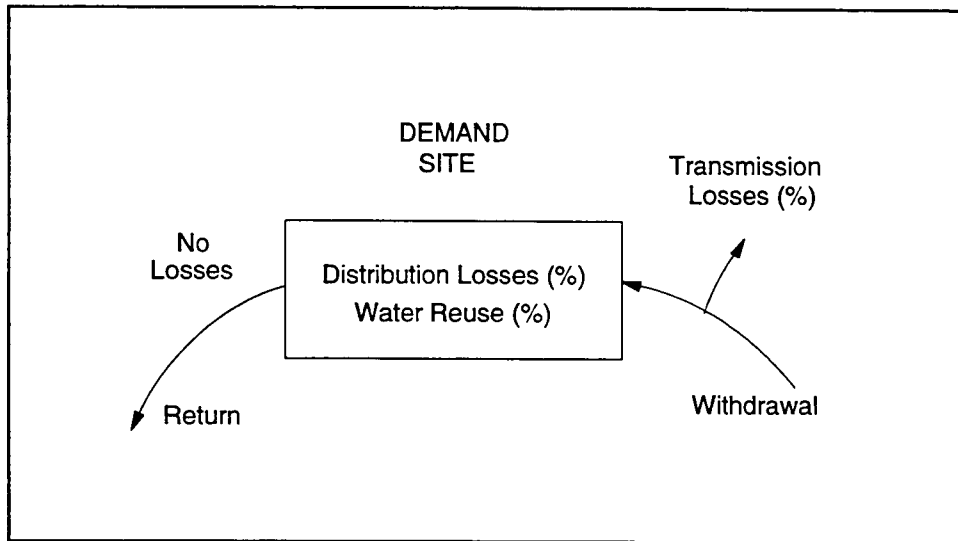 DEMAND
SITE
Transmission
Losses (%)
No
Losses
Distribution Losses (%)
Water Reuse (%)
Return
Withdrawal